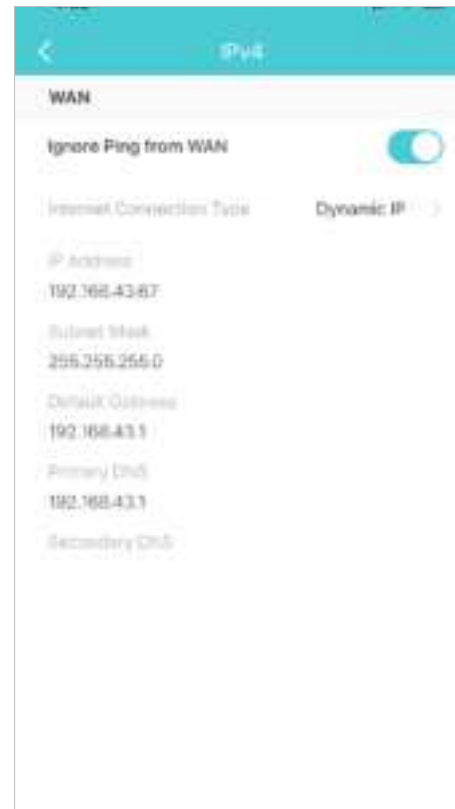 IPv4
WAN
Ignore Ping from WAN
Internet Connection Type Dynamic IP
IP Address
192.168.43.67
Subnet Mask
255.255.255.0
Default Gateway
192.168.43.1
Primary DNS
192.168.43.1
Secondary DNS